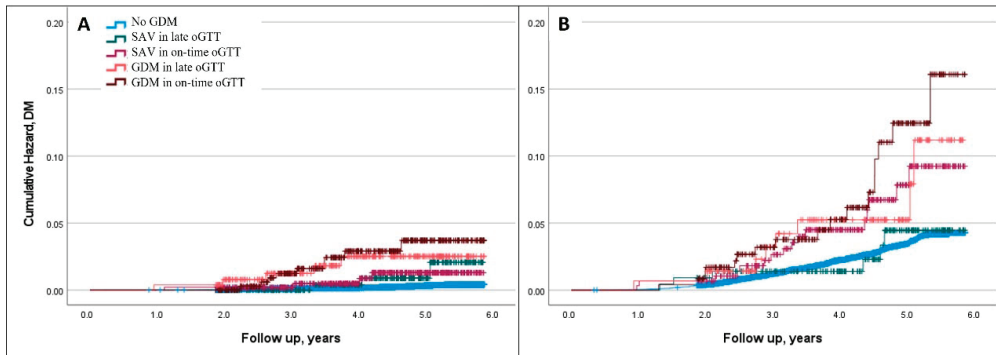 A
No GDM
SAV in late oGTT
SAV in on-time oGTT
GDM in late oGTT
GDM in on-time oGTT
Cumulative Hazard, DM
0.20
0.15
0.10
0.05
0.00
0.0 1.0 2.0 3.0 4.0 5.0 6.0
Follow up, years
B
0.20
0.15
0.10
0.05
0.00
0.0 1.0 2.0 3.0 4.0 5.0 6.0
Follow up, years